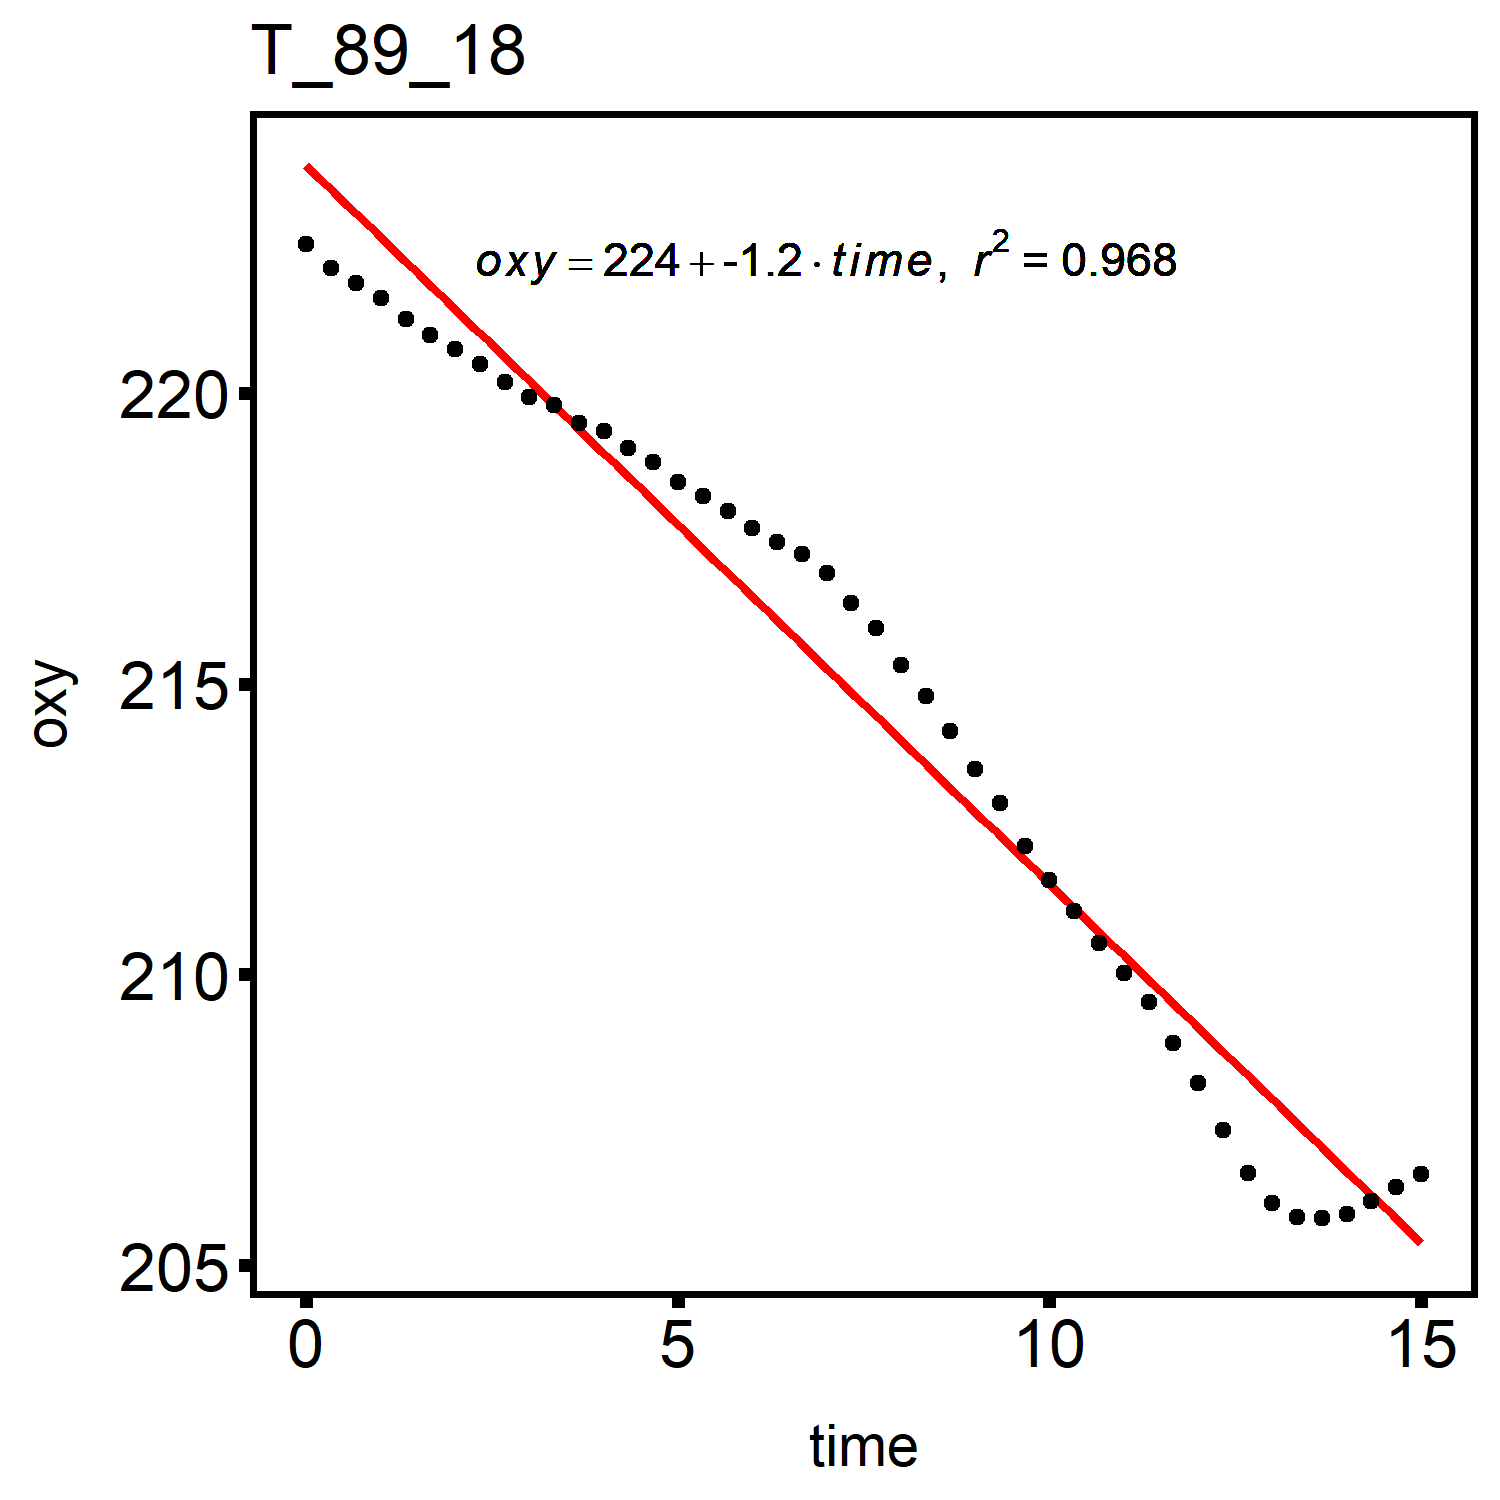 T_89_18
oxy = 224 + -1.2 · time, r² = 0.968
220
215
210
205
oxy
0 5 10 15
time